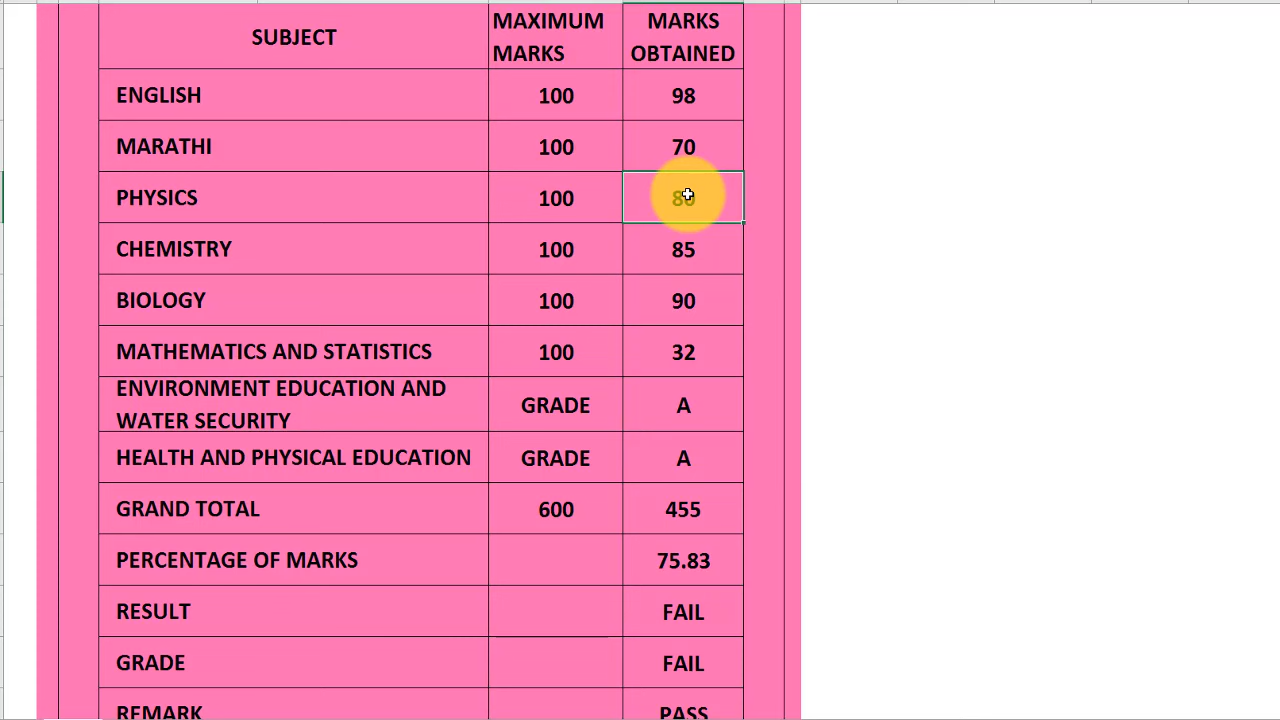 SUBJECT
MAXIMUM
MARKS
MARKS
OBTAINED
ENGLISH 100 98
MARATHI 100 70
PHYSICS 100 80
CHEMISTRY 100 85
BIOLOGY 100 90
MATHEMATICS AND STATISTICS 100 32
ENVIRONMENT EDUCATION AND
WATER SECURITY
GRADE A
HEALTH AND PHYSICAL EDUCATION GRADE A
GRAND TOTAL 600 455
PERCENTAGE OF MARKS 75.83
RESULT FAIL
GRADE FAIL
REMARK PASS